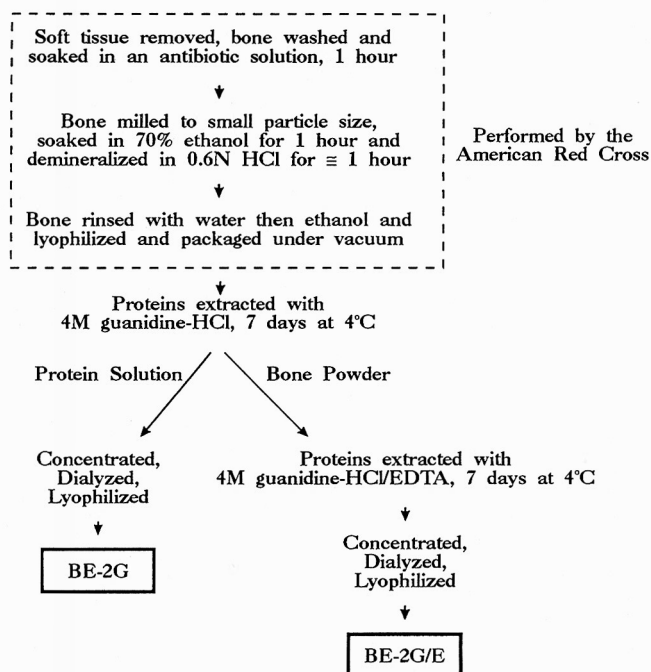 Soft tissue removed, bone washed and
soaked in an antibiotic solution, 1 hour
Bone milled to small particle size,
soaked in 70% ethanol for 1 hour and
demineralized in 0.6N HCl for ≅ 1 hour
Performed by the
American Red Cross
Bone rinsed with water then ethanol and
lyophilized and packaged under vacuum
Proteins extracted with
4M guanidine-HCl, 7 days at 4°C
Protein Solution
Bone Powder
Concentrated,
Dialyzed,
Lyophilized
BE-2G
Proteins extracted with
4M guanidine-HCl/EDTA, 7 days at 4°C
Concentrated,
Dialyzed,
Lyophilized
BE-2G/E